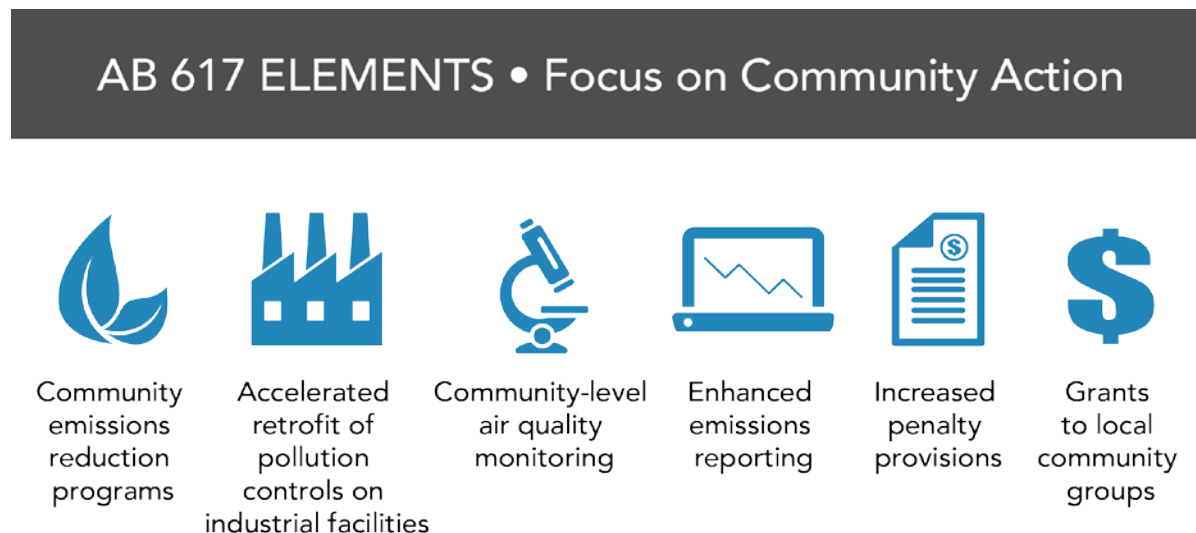 AB 617 ELEMENTS • Focus on Community Action
Community
emissions
reduction
programs
Accelerated
retrofit of
pollution
controls on
industrial facilities
Community-level
air quality
monitoring
Enhanced
emissions
reporting
$
Increased
penalty
provisions
$
Grants
to local
community
groups